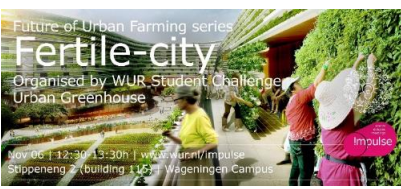 Future of Urban Farming series
Fertile-city
Organised by WUR Student Challenge
Urban Greenhouse
Nov 06 | 12:30-13:30h | www.wur.nl/impulse
Stippeneng 2 (building 115) | Wageningen Campus
Impulse